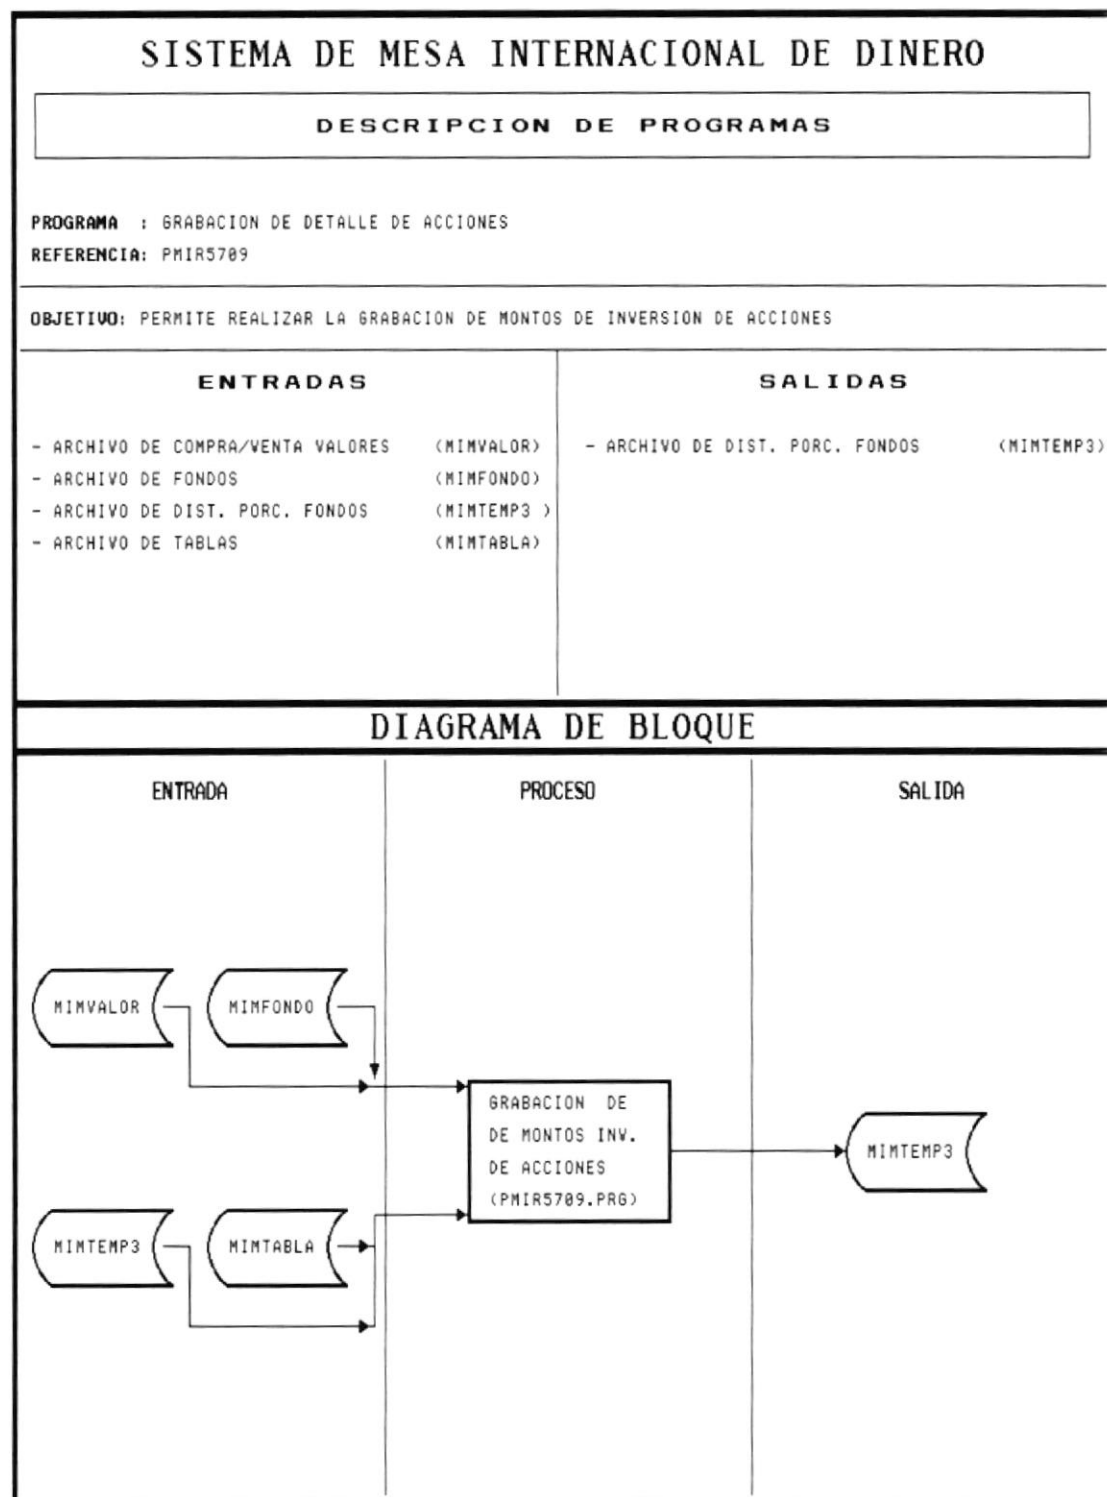 SISTEMA DE MESA INTERNACIONAL DE DINERO
DESCRIPCION DE PROGRAMAS
PROGRAMA : GRABACION DE DETALLE DE ACCIONES
REFERENCIA: PMIR5709
OBJETIVO: PERMITE REALIZAR LA GRABACION DE MONTOS DE INVERSION DE ACCIONES
ENTRADAS
- ARCHIVO DE COMPRA/VENTA VALORES (MIMVALOR)
- ARCHIVO DE FONDOS (MIMFONDO)
- ARCHIVO DE DIST. PORC. FONDOS (MIMTEMP3 )
- ARCHIVO DE TABLAS (MIMTABLA)
SALIDAS
- ARCHIVO DE DIST. PORC. FONDOS (MIMTEMP3)
DIAGRAMA DE BLOQUE
ENTRADA
PROCESO
SALIDA
MIMVALOR
MIMFONDO
GRABACION DE
DE MONTOS INV.
DE ACCIONES
(PMIR5709.PRG)
MIMTEMP3
MIMTEMP3
MIMTABLA